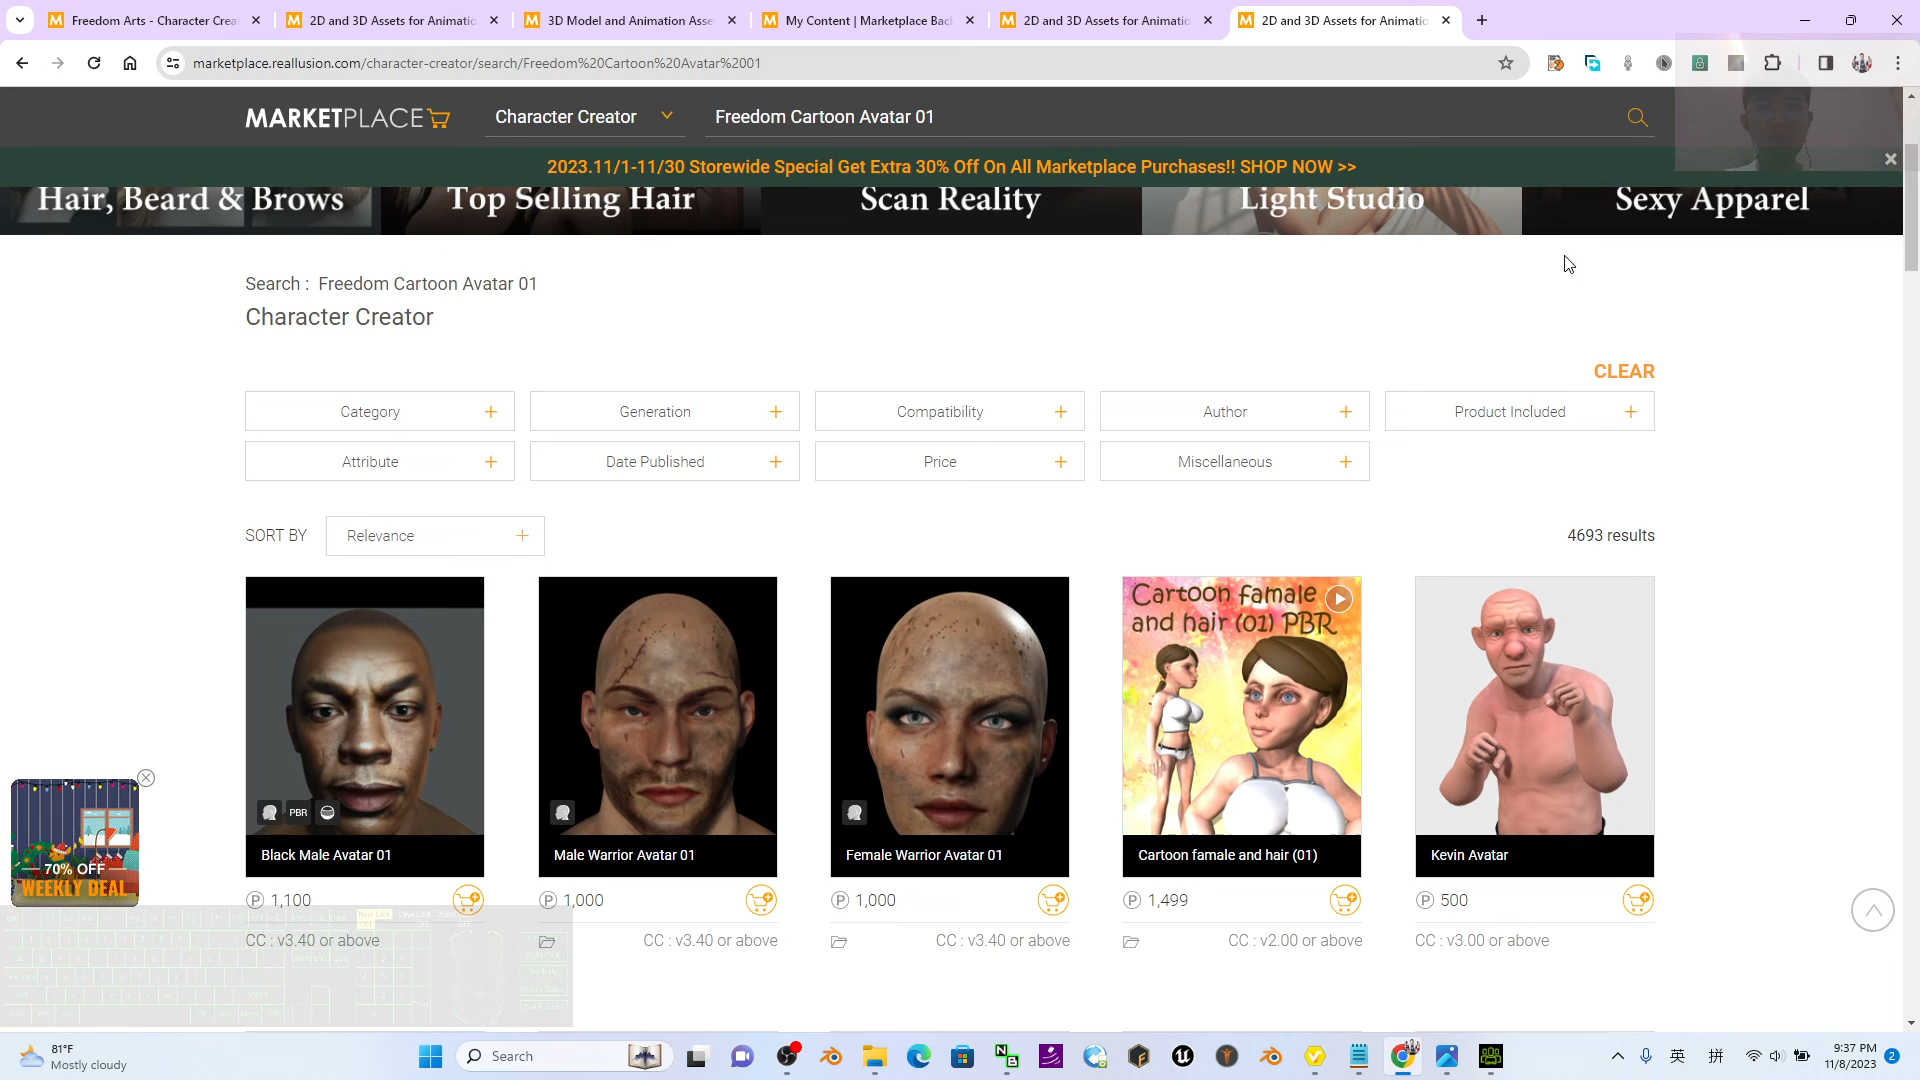 Freedom Arts - Character Crea
2D and 3D Assets for Animatio
3D Model and Animation Asse
My Content | Marketplace Bac
2D and 3D Assets for Animatio
2D and 3D Assets for Animatio
marketplace.reallusion.com/character-creator/search/Freedom%20Cartoon%20Avatar%2001
MARKETPLACE
Character Creator
Freedom Cartoon Avatar 01
2023.11/1-11/30 Storewide Special Get Extra 30% Off On All Marketplace Purchases!! SHOP NOW >>
Hair, Beard & Brows
Top Selling Hair
Scan Reality
Light Studio
Sexy Apparel
Search : Freedom Cartoon Avatar 01
Character Creator
CLEAR
Category +
Generation +
Compatibility +
Author +
Product Included +
Attribute +
Date Published +
Price +
Miscellaneous +
SORT BY
Relevance +
4693 results
Cartoon famale
and hair (01) PBR
PBR
Black Male Avatar 01
Male Warrior Avatar 01
Female Warrior Avatar 01
Cartoon famale and hair (01)
Kevin Avatar
70% OFF
WEEKLY DEAL
P 1,100
P 1,000
P 1,000
P 1,499
P 500
CC : v3.40 or above
CC : v3.40 or above
CC : v3.40 or above
CC : v2.00 or above
CC : v3.00 or above
81°F
Mostly cloudy
Search
英
拼
9:37 PM
11/8/2023
2